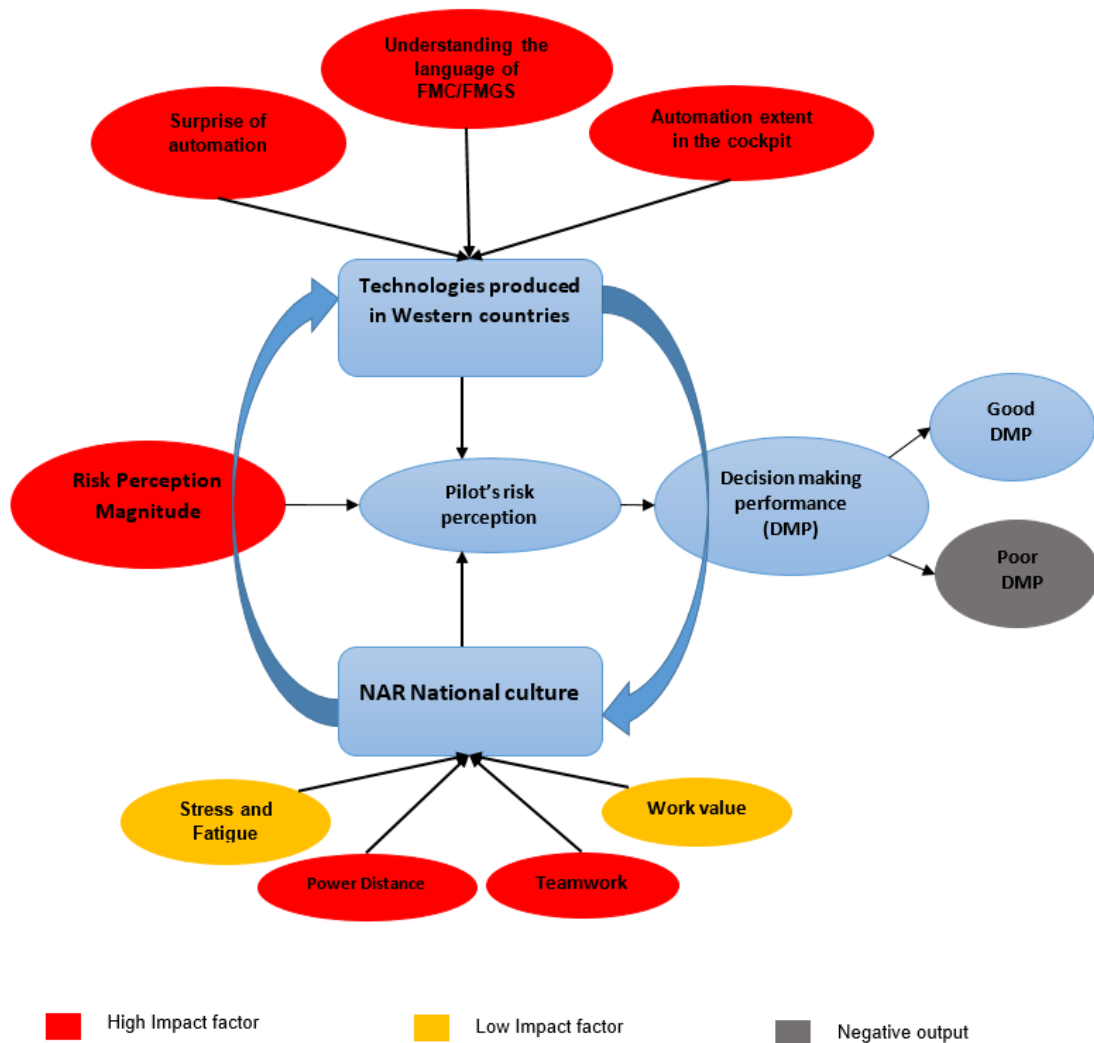 Understanding the
language of
FMC/FMGS
Surprise of
automation
Automation extent
in the cockpit
Technologies produced
in Western countries
Risk Perception
Magnitude
Pilot's risk
perception
Decision making
performance
(DMP)
Good
DMP
Poor
DMP
NAR National culture
Stress and
Fatigue
Work value
Power Distance
Teamwork
High Impact factor
Low Impact factor
Negative output